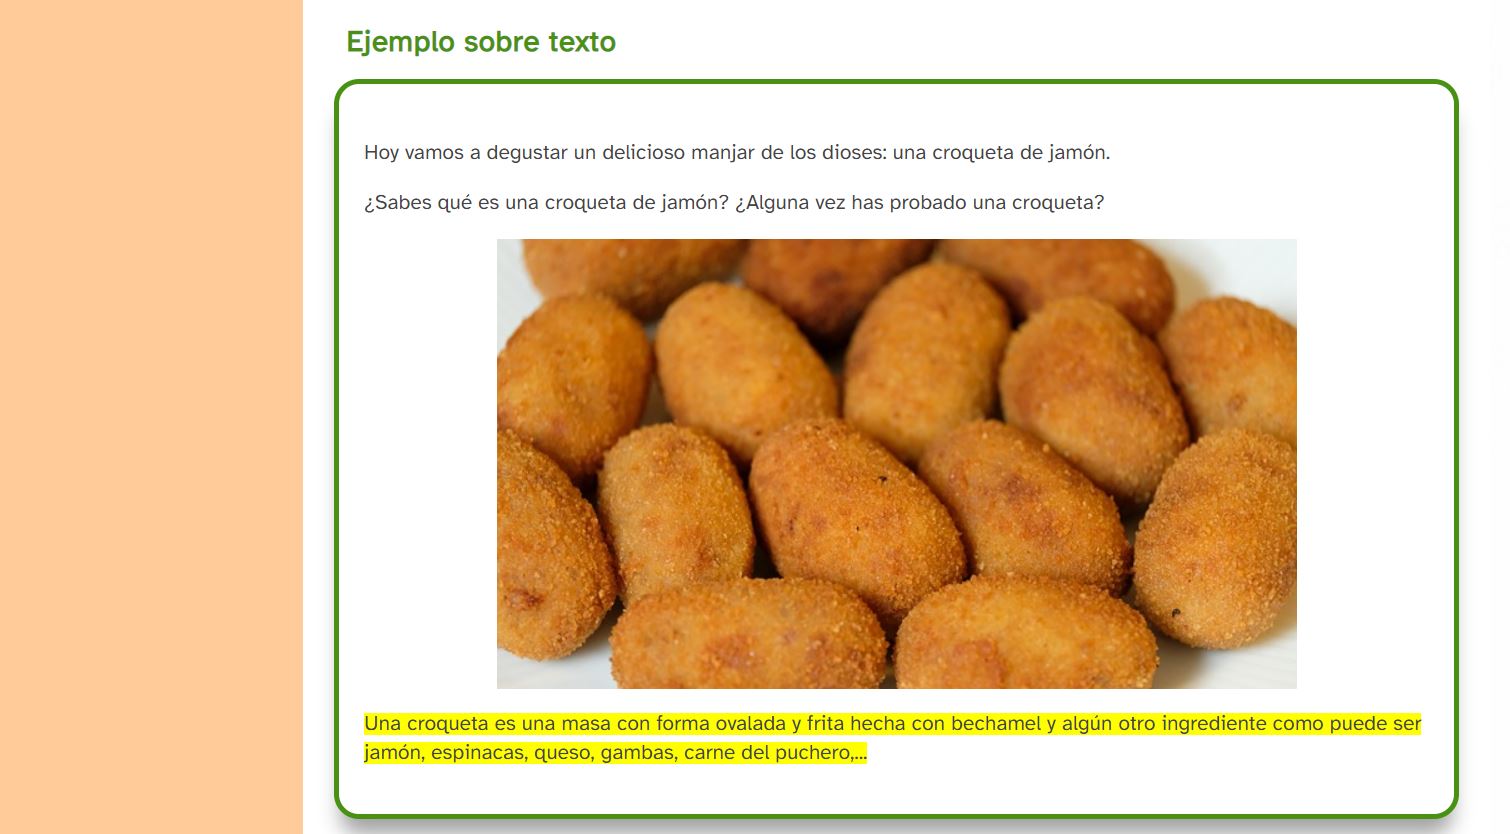 Ejemplo sobre texto
Hoy vamos a degustar un delicioso manjar de los dioses: una croqueta de jamón.
¿Sabes qué es una croqueta de jamón? ¿Alguna vez has probado una croqueta?
Una croqueta es una masa con forma ovalada y frita hecha con bechamel y algún otro ingrediente como puede ser
jamón, espinacas, queso, gambas, carne del puchero,...